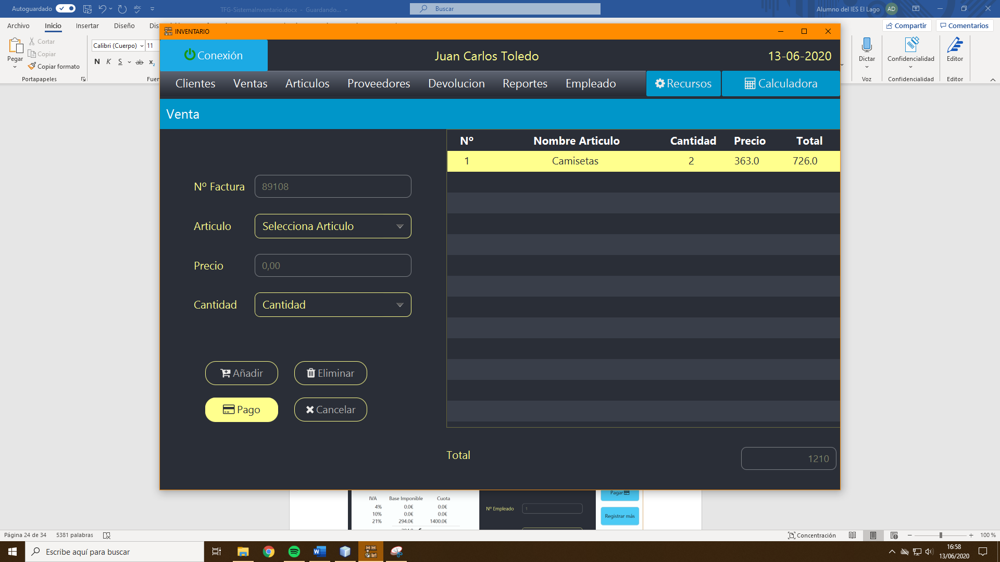 Autoguardado
TFG-SistemaInventario.docx - Guardando...
Buscar
Alumno del IES El Lago
AD
Archivo
Inicio
Insertar
Diseño
Compartir
Comentarios
Pegar
Cortar
Copiar
Copiar formato
Portapapeles
Calibri (Cuerpo)
11
N K S ab x₂
Dictar
Voz
Confidencialidad
Confidencialidad
Editor
Editor
INVENTARIO
Conexión
Juan Carlos Toledo
13-06-2020
Clientes Ventas Articulos Proveedores Devolucion Reportes Empleado Recursos Calculadora
Venta
Nº Nombre Articulo Cantidad Precio Total
1 Camisetas 2 363.0 726.0
Nº Factura 89108
Articulo Selecciona Articulo
Precio 0,00
Cantidad Cantidad
Añadir Eliminar
Pago Cancelar
Total 1210
IVA Base Imponible Cuota
4% 0.0€ 0.0€
10% 0.0€ 0.0€
21% 294.0€ 1400.0€
Nº Empleado 1
Pagar
Registrar más
Página 24 de 34 5381 palabras
Concentración
100 %
Escribe aquí para buscar
16:58
13/06/2020